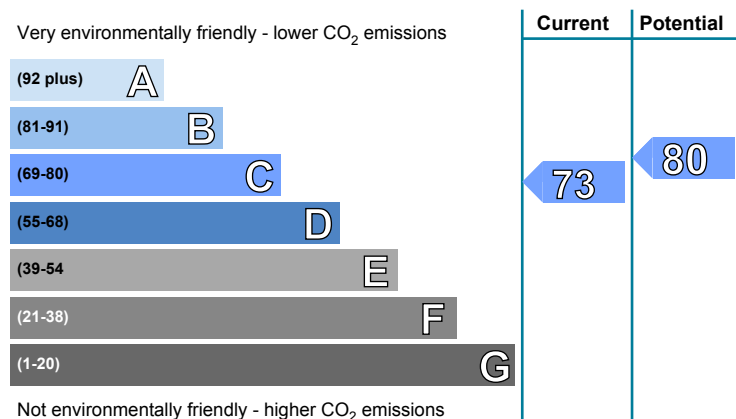 Very environmentally friendly - lower CO2 emissions
Current
Potential
(92 plus) A
(81-91) B
(69-80) C
(55-68) D
(39-54 E
(21-38) F
(1-20) G
73
80
Not environmentally friendly - higher CO2 emissions